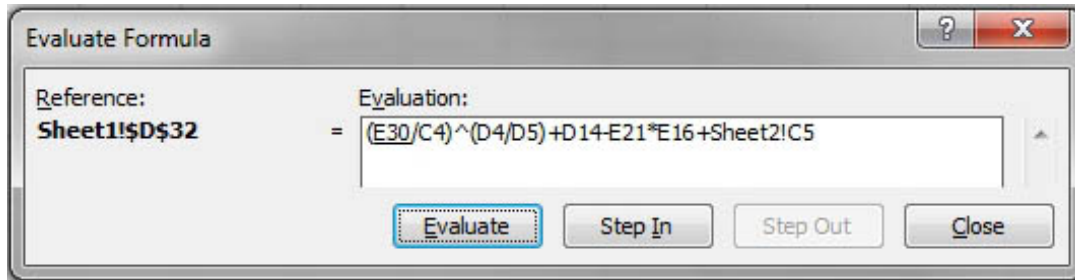 Evaluate Formula
? X
Reference:
Evaluation:
Sheet1!$D$32 = (E30/C4)^(D4/D5)+D14-E21*E16+Sheet2!C5
Evaluate Step In Step Out Close